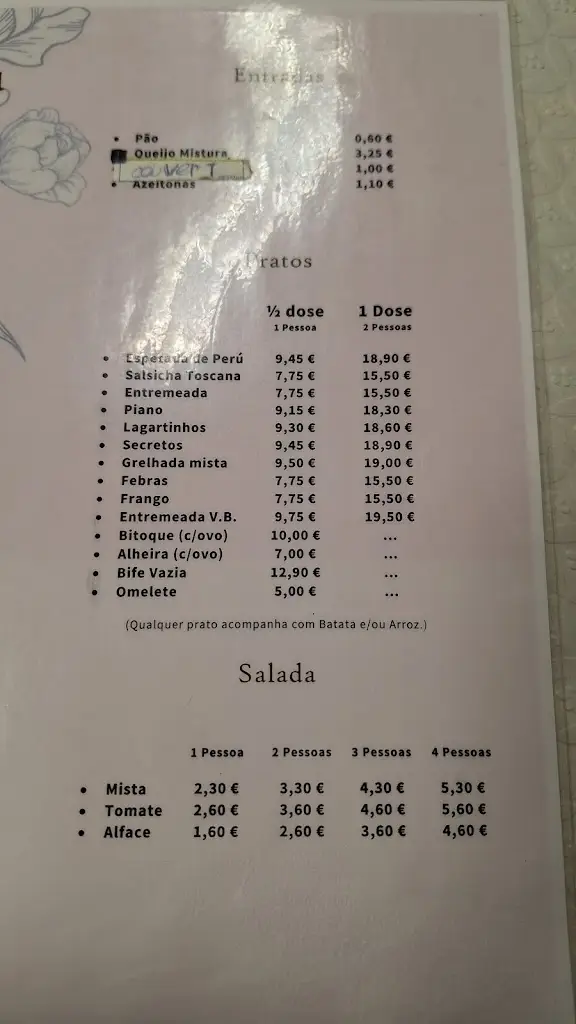 Entradas
• Pão 0,60 €
Queijo Mistura 3,25 €
couVerT 1,00 €
• Azeitonas 1,10 €
Pratos
½ dose 1 Dose
1 Pessoa 2 Pessoas
• Espetada de Perú 9,45 € 18,90 €
• Salsicha Toscana 7,75 € 15,50 €
• Entremeada 7,75 € 15,50 €
• Piano 9,15 € 18,30 €
• Lagartinhos 9,30 € 18,60 €
• Secretos 9,45 € 18,90 €
• Grelhada mista 9,50 € 19,00 €
• Febras 7,75 € 15,50 €
• Frango 7,75 € 15,50 €
• Entremeada V.B. 9,75 € 19,50 €
• Bitoque (c/ovo) 10,00 € ...
• Alheira (c/ovo) 7,00 € ...
• Bife Vazia 12,90 € ...
• Omelete 5,00 € ...
(Qualquer prato acompanha com Batata e/ou Arroz.)
Salada
1 Pessoa 2 Pessoas 3 Pessoas 4 Pessoas
• Mista 2,30 € 3,30 € 4,30 € 5,30 €
• Tomate 2,60 € 3,60 € 4,60 € 5,60 €
• Alface 1,60 € 2,60 € 3,60 € 4,60 €